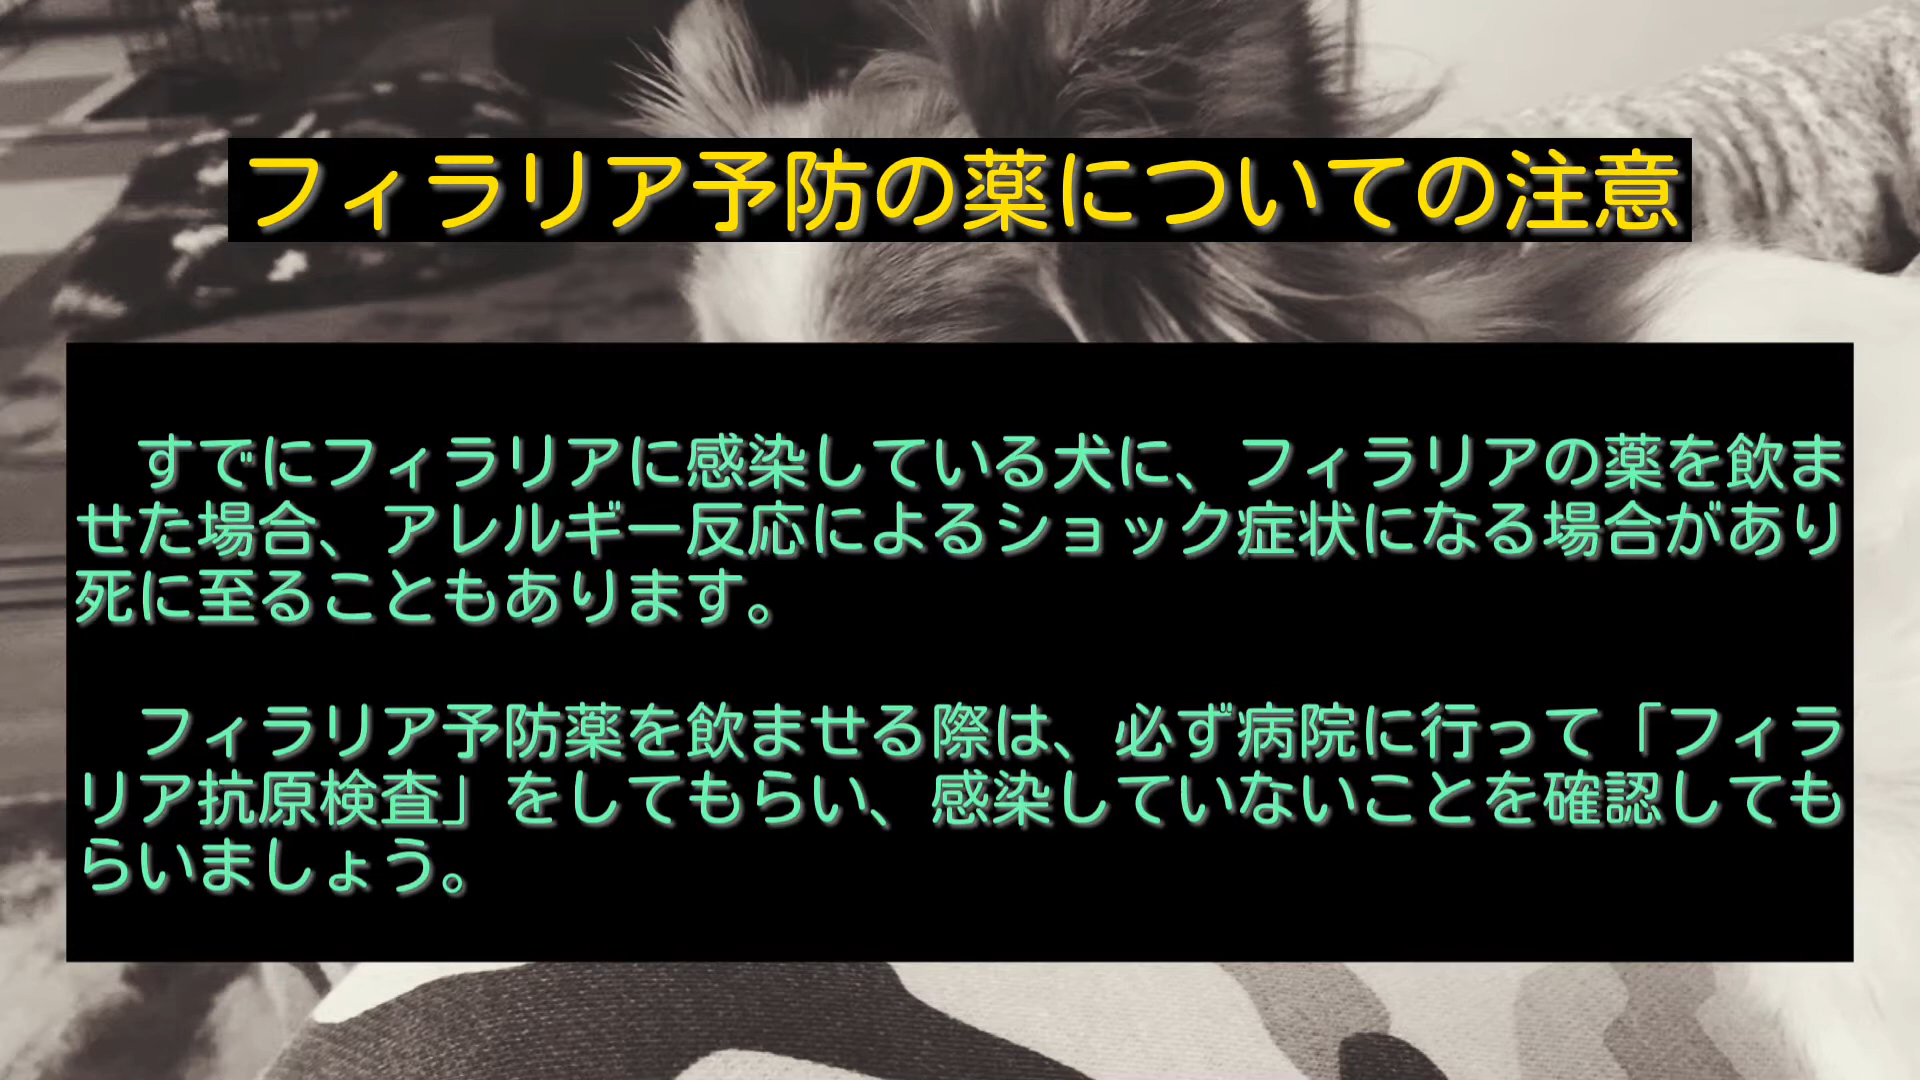 フィラリア予防の薬についての注意
すでにフィラリアに感染している犬に、フィラリアの薬を飲ま
せた場合、アレルギー反応によるショック症状になる場合があり
死に至ることもあります。
フィラリア予防薬を飲ませる際は、必ず病院に行って「フィラ
リア抗原検査」をしてもらい、感染していないことを確認しても
らいましょう。